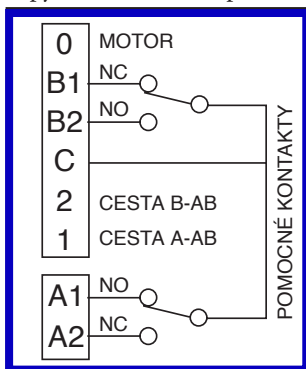 0 MOTOR
B1 NC
B2 NO
C
2 CESTA B-AB
1 CESTA A-AB
A1 NO
A2 NC
POMOCNÉ KONTAKTY